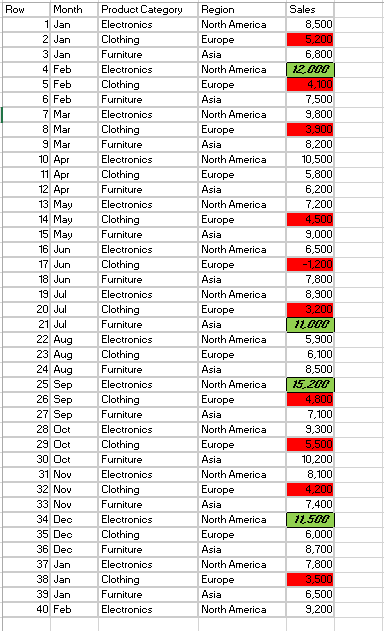 Row Month Product Category Region Sales
1 Jan Electronics North America 8,500
2 Jan Clothing Europe 5,200
3 Jan Furniture Asia 6,800
4 Feb Electronics North America 12,000
5 Feb Clothing Europe 4,100
6 Feb Furniture Asia 7,500
7 Mar Electronics North America 9,800
8 Mar Clothing Europe 3,900
9 Mar Furniture Asia 8,200
10 Apr Electronics North America 10,500
11 Apr Clothing Europe 5,800
12 Apr Furniture Asia 6,200
13 May Electronics North America 7,200
14 May Clothing Europe 4,500
15 May Furniture Asia 9,000
16 Jun Electronics North America 6,500
17 Jun Clothing Europe -1,200
18 Jun Furniture Asia 7,800
19 Jul Electronics North America 8,900
20 Jul Clothing Europe 3,200
21 Jul Furniture Asia 11,000
22 Aug Electronics North America 5,900
23 Aug Clothing Europe 6,100
24 Aug Furniture Asia 8,500
25 Sep Electronics North America 15,200
26 Sep Clothing Europe 4,800
27 Sep Furniture Asia 7,100
28 Oct Electronics North America 9,300
29 Oct Clothing Europe 5,500
30 Oct Furniture Asia 10,200
31 Nov Electronics North America 8,100
32 Nov Clothing Europe 4,200
33 Nov Furniture Asia 7,400
34 Dec Electronics North America 11,500
35 Dec Clothing Europe 6,000
36 Dec Furniture Asia 8,700
37 Jan Electronics North America 7,800
38 Jan Clothing Europe 3,500
39 Jan Furniture Asia 6,500
40 Feb Electronics North America 9,200